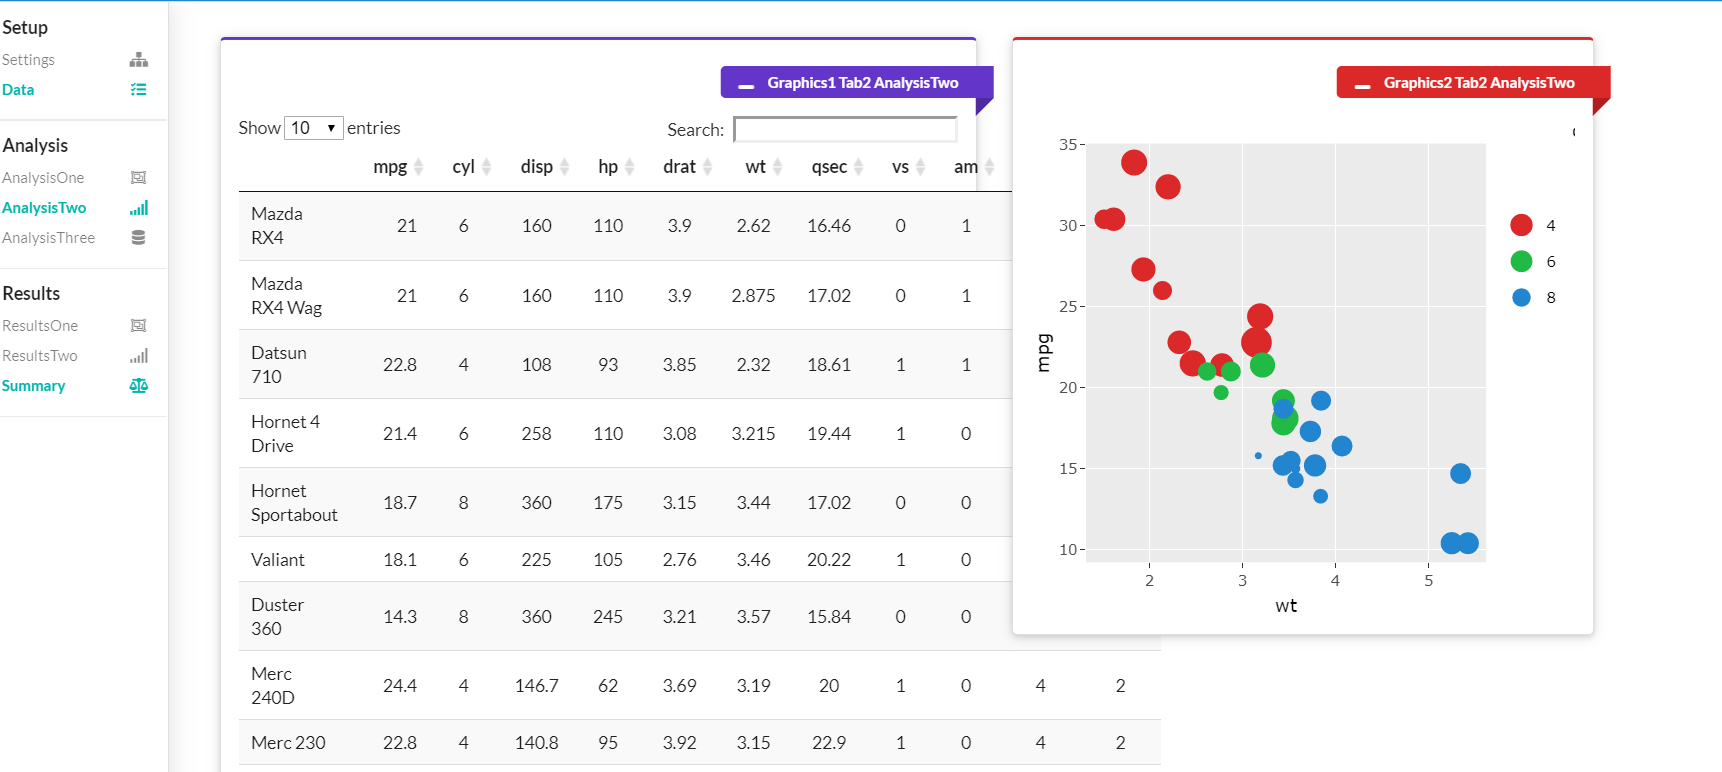 Setup
Settings
Data
Analysis
AnalysisOne
AnalysisTwo
AnalysisThree
Results
ResultsOne
ResultsTwo
Summary
Graphics1 Tab2 AnalysisTwo
Show 10 entries Search:
mpg cyl disp hp drat wt qsec vs am
Mazda
RX4 21 6 160 110 3.9 2.62 16.46 0 1
Mazda
RX4 Wag 21 6 160 110 3.9 2.875 17.02 0 1
Datsun
710 22.8 4 108 93 3.85 2.32 18.61 1 1
Hornet 4
Drive 21.4 6 258 110 3.08 3.215 19.44 1 0
Hornet
Sportabout 18.7 8 360 175 3.15 3.44 17.02 0 0
Valiant 18.1 6 225 105 2.76 3.46 20.22 1 0
Duster
360 14.3 8 360 245 3.21 3.57 15.84 0 0
Merc
240D 24.4 4 146.7 62 3.69 3.19 20 1 0 4 2
Merc 230 22.8 4 140.8 95 3.92 3.15 22.9 1 0 4 2
Graphics2 Tab2 AnalysisTwo
35
30
25
20
15
10
mpg
2 3 4 5
wt
4
6
8